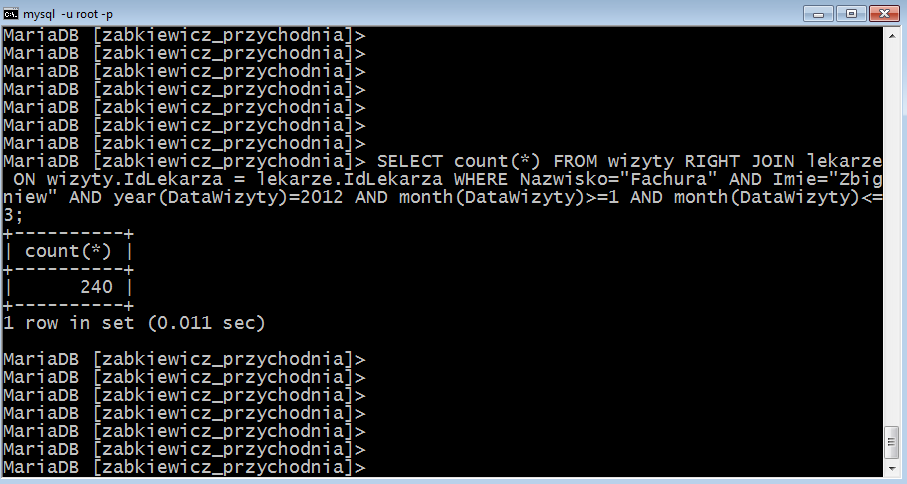 mysql -u root -p
MariaDB [zabkiewicz_przychodnia]>
MariaDB [zabkiewicz_przychodnia]>
MariaDB [zabkiewicz_przychodnia]>
MariaDB [zabkiewicz_przychodnia]>
MariaDB [zabkiewicz_przychodnia]>
MariaDB [zabkiewicz_przychodnia]>
MariaDB [zabkiewicz_przychodnia]>
MariaDB [zabkiewicz_przychodnia]> SELECT count(*) FROM wizyty RIGHT JOIN lekarze
 ON wizyty.IdLekarza = lekarze.IdLekarza WHERE Nazwisko="Fachura" AND Imie="Zbig
niew" AND year(DataWizyty)=2012 AND month(DataWizyty)>=1 AND month(DataWizyty)<=
3;
+----------+
| count(*) |
+----------+
|      240 |
+----------+
1 row in set (0.011 sec)
MariaDB [zabkiewicz_przychodnia]>
MariaDB [zabkiewicz_przychodnia]>
MariaDB [zabkiewicz_przychodnia]>
MariaDB [zabkiewicz_przychodnia]>
MariaDB [zabkiewicz_przychodnia]>
MariaDB [zabkiewicz_przychodnia]>
MariaDB [zabkiewicz_przychodnia]>